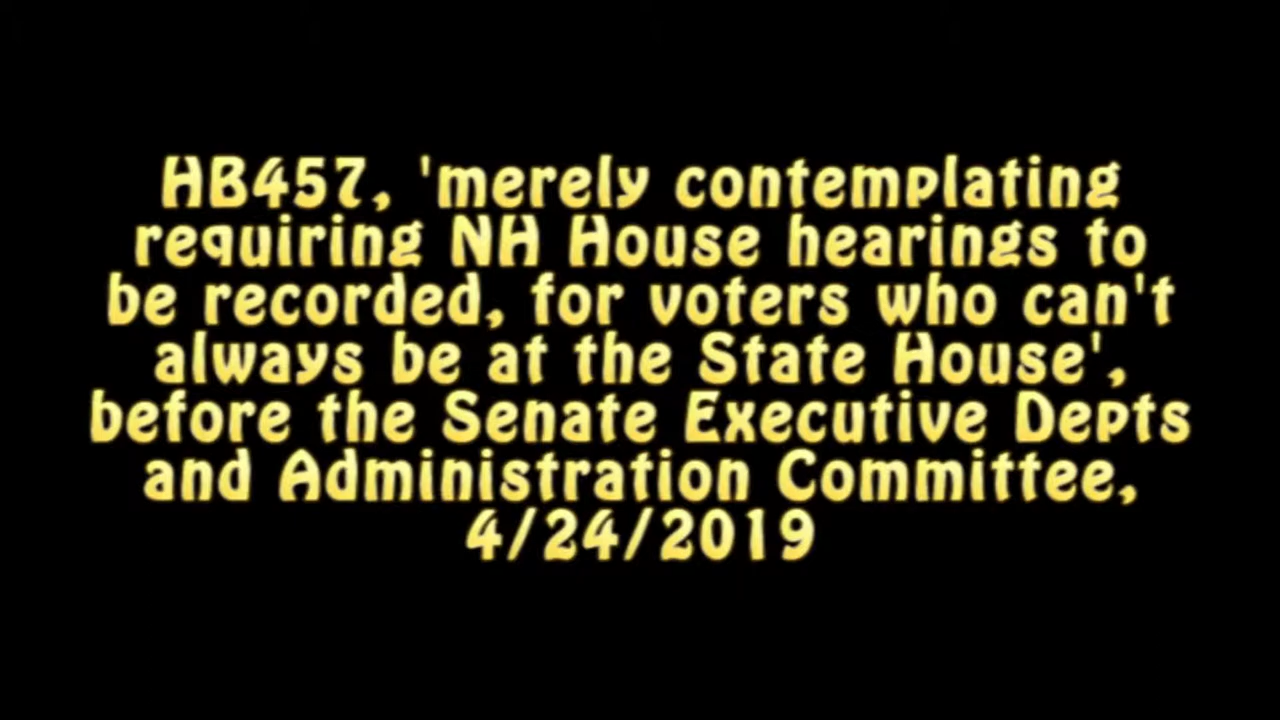 HB457, 'merely contemplating
requiring NH House hearings to
be recorded, for voters who can't
always be at the State House',
before the Senate Executive Depts
and Administration Committee,
4/24/2019